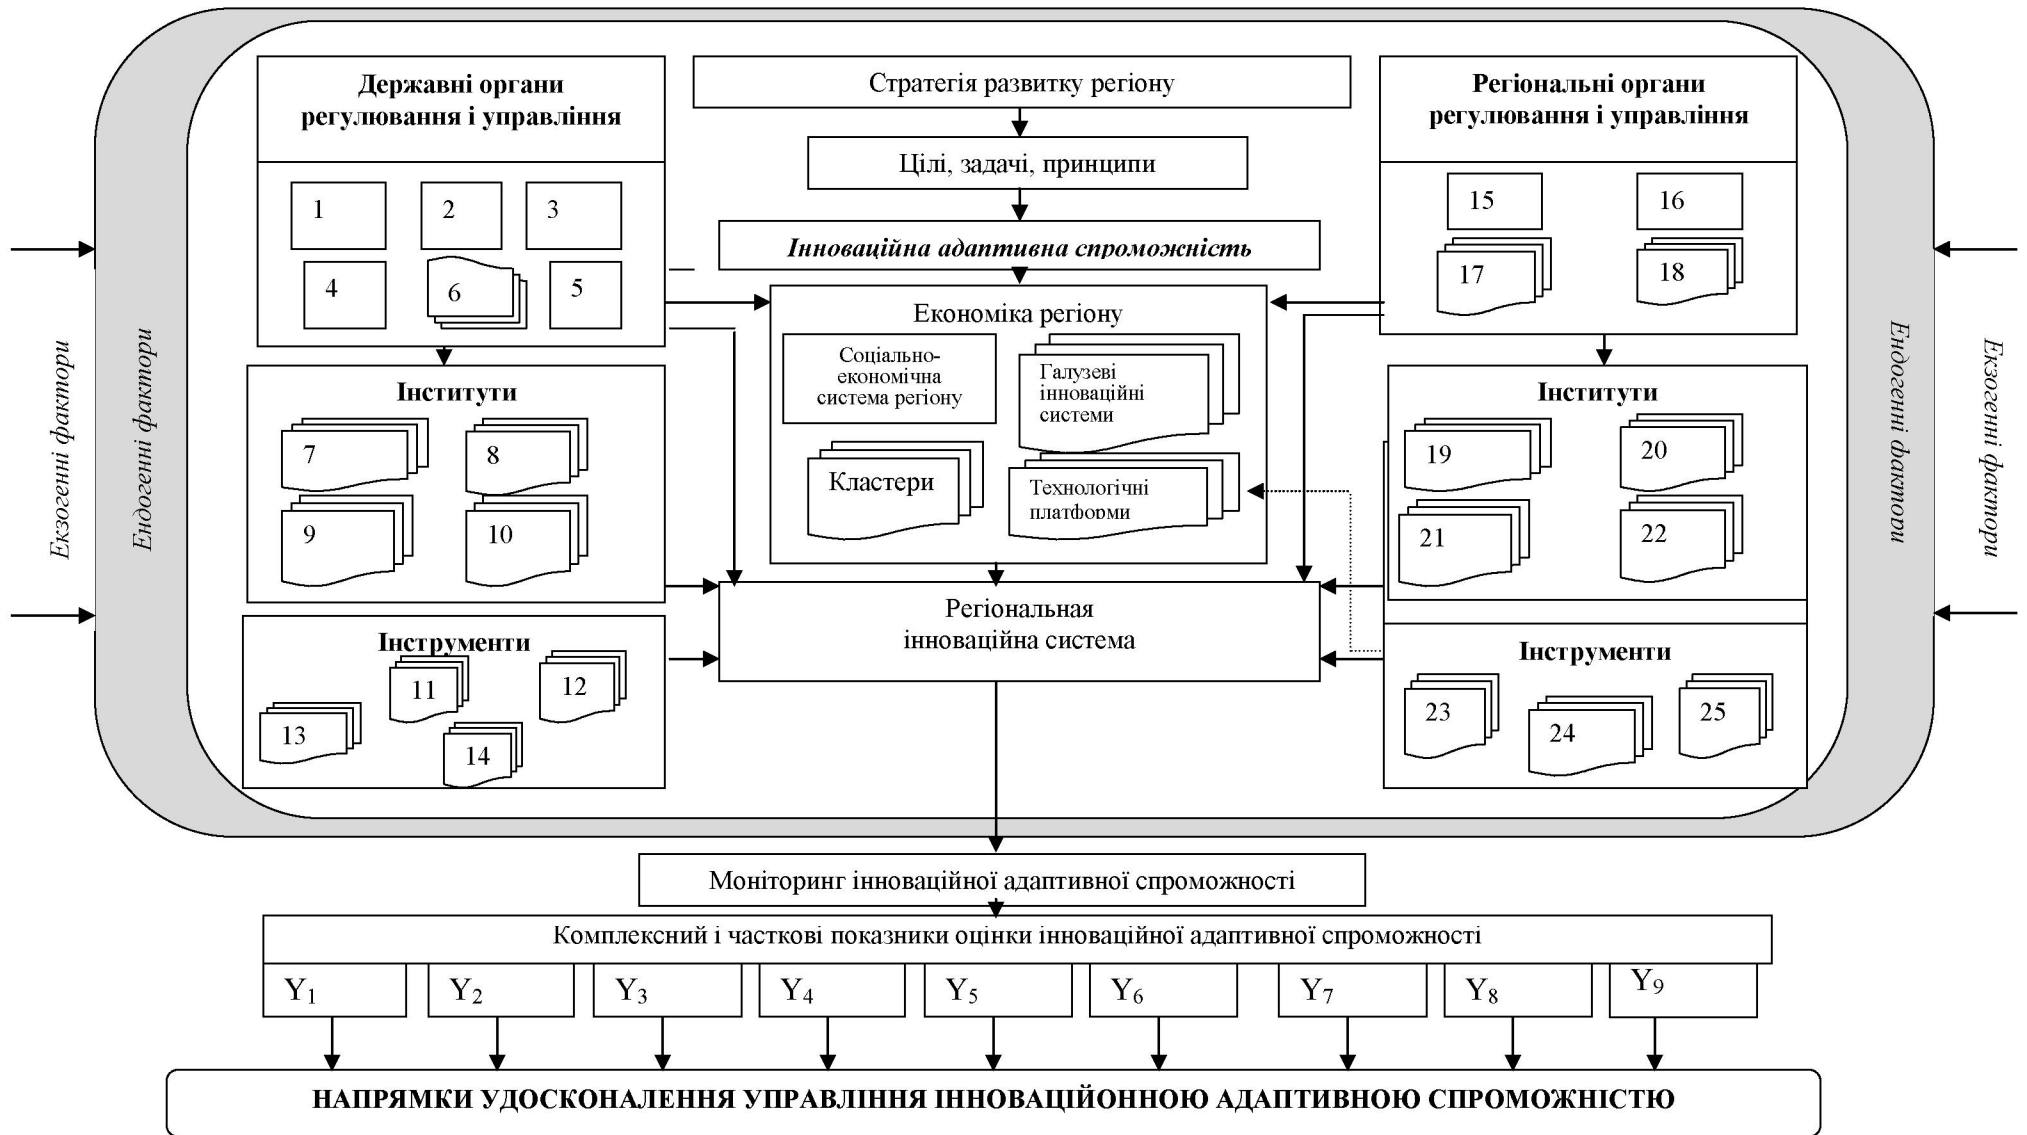 Державні органи
регулювання і управління
1
2
3
4
6
5
Інститути
7
8
9
10
Інструменти
11
12
13
14
Стратегія развитку регіону
Цілі, задачі, принципи
Інноваційна адаптивна спроможність
Економіка регіону
Соціально-
економічна
система регіону
Галузеві
інноваційні
системи
Кластери
Технологічні
платформи
Регіональная
інноваційна система
Регіональні органи
регулювання і управління
15
16
17
18
Інститути
19
20
21
22
Інструменти
23
24
25
Екзогенні фактори
Ендогенні фактори
Ендогенні фактори
Екзогенні фактори
Моніторинг інноваційної адаптивної спроможності
Комплексний і часткові показники оцінки інноваційної адаптивної спроможності
Y1 Y2 Y3 Y4 Y5 Y6 Y7 Y8 Y9
НАПРЯМКИ УДОСКОНАЛЕННЯ УПРАВЛІННЯ ІННОВАЦІЙОННОЮ АДАПТИВНОЮ СПРОМОЖНІСТЮ